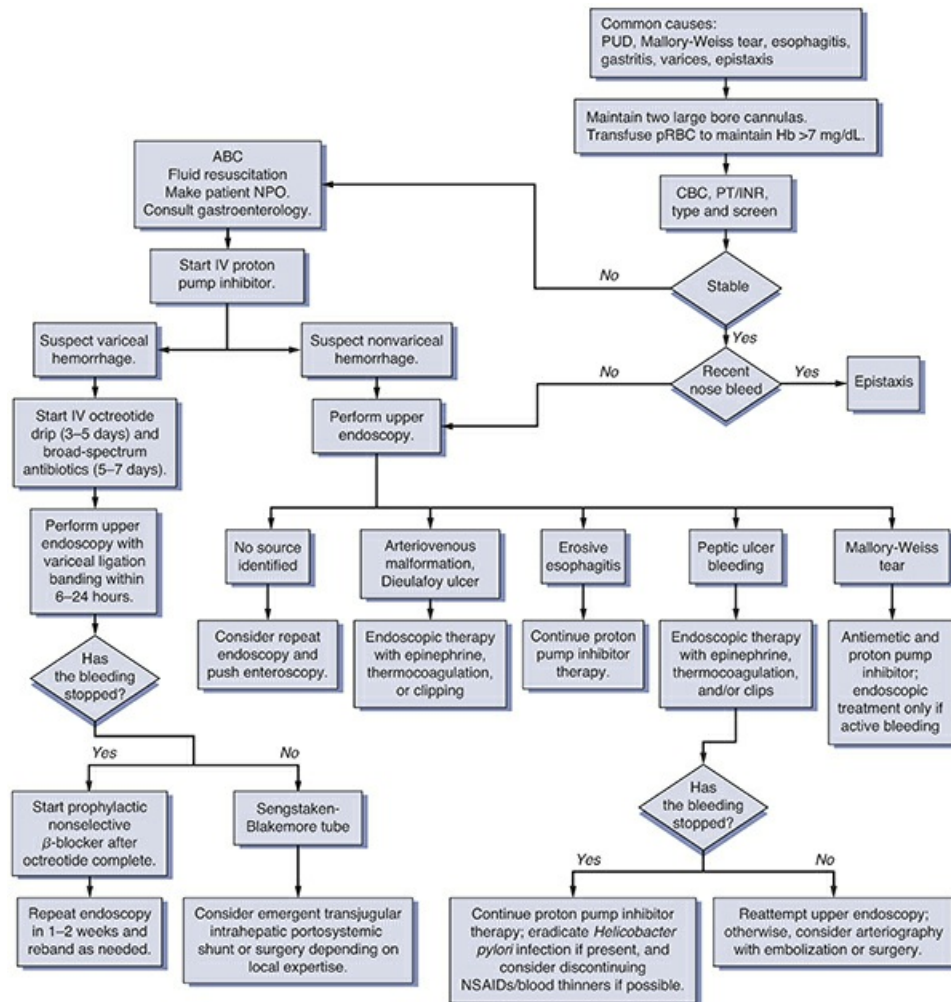 Common causes:
PUD, Mallory-Weiss tear, esophagitis,
gastritis, varices, epistaxis
Maintain two large bore cannulas.
Transfuse pRBC to maintain Hb >7 mg/dL.
CBC, PT/INR,
type and screen
Stable
No
Yes
ABC
Fluid resuscitation
Make patient NPO.
Consult gastroenterology.
Start IV proton
pump inhibitor.
Recent
nose bleed
Yes
Epistaxis
No
Suspect variceal
hemorrhage.
Suspect nonvariceal
hemorrhage.
Start IV octreotide
drip (3–5 days) and
broad-spectrum
antibiotics (5–7 days).
Perform upper
endoscopy.
Perform upper
endoscopy with
variceal ligation
banding within
6–24 hours.
No source
identified
Arteriovenous
malformation,
Dieulafoy ulcer
Erosive
esophagitis
Peptic ulcer
bleeding
Mallory-Weiss
tear
Consider repeat
endoscopy and
push enteroscopy.
Endoscopic therapy
with epinephrine,
thermocoagulation,
or clipping
Continue proton
pump inhibitor
therapy.
Endoscopic therapy
with epinephrine,
thermocoagulation,
and/or clips
Antiemetic and
proton pump
inhibitor;
endoscopic
treatment only if
active bleeding
Has
the bleeding
stopped?
Yes
No
Start prophylactic
nonselective
β-blocker after
octreotide complete.
Sengstaken-
Blakemore tube
Repeat endoscopy
in 1–2 weeks and
reband as needed.
Consider emergent transjugular
intrahepatic portosystemic
shunt or surgery depending on
local expertise.
Has
the bleeding
stopped?
Yes
No
Continue proton pump inhibitor
therapy; eradicate Helicobacter
pylori infection if present, and
consider discontinuing
NSAIDs/blood thinners if possible.
Reattempt upper endoscopy;
otherwise, consider arteriography
with embolization or surgery.